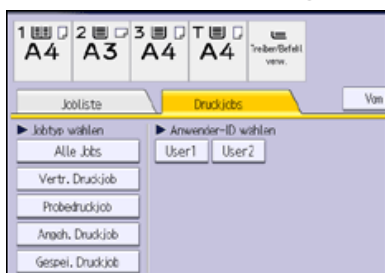 1 2 3 T
A4 A3 A4 A4 Treiber/Befehl verw.
Jobliste Druckjobs Von
Jobtyp wählen Anwender-ID wählen
Alle Jobs User1 User2
Vertr. Druckjob
Probedruckjob
Angeh. Druckjob
Gespei. Druckjob